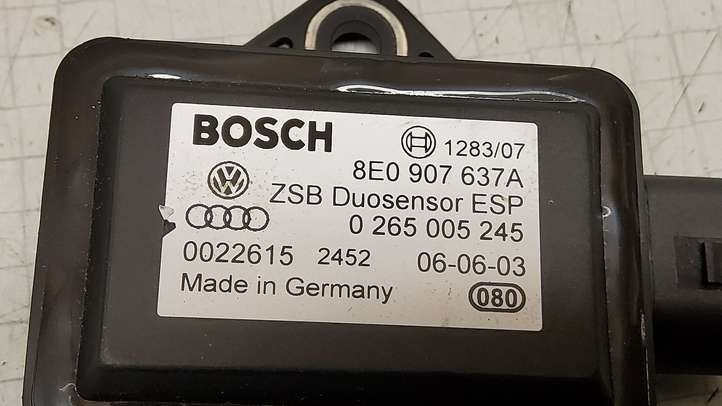 BOSCH 1283/07
8E0 907 637A
VW ZSB Duosensor ESP
0 265 005 245
0022615 2452 06-06-03
Made in Germany 080